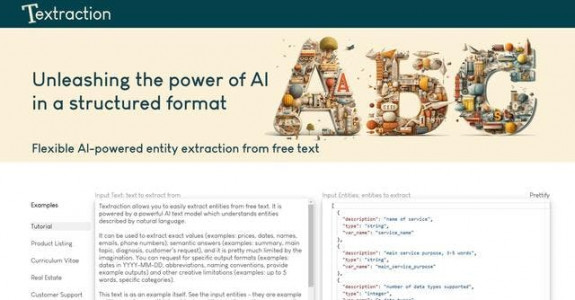 Textraction
Unleashing the power of AI
in a structured format
ABC
Flexible AI-powered entity extraction from free text
Examples
Input Text: text to extract from
Input Entities: entities to extract
Prettify
Tutorial
Product Listing
Curriculum Vitae
Real Estate
Customer Support
Textraction allows you to easily extract entities from free text. It is
powered by a powerful AI text model which understands entities
described by natural language.
It can be used to extract exact values (examples: prices, dates, names,
emails, phone numbers); semantic answers (examples: summary, main
topic, diagnosis, customer's request), and it is pretty much limited by the
imagination. You can request for specific output formats (examples:
dates in YYYY-MM-DD, abbreviations, naming conventions, provide
example outputs) and other creative limitations (examples: up to 5
words, specific categories).
This text is as an example itself. See the input entities - they are example
[
{
"description": "name of service",
"type": "string",
"var_name": "service_name"
},
{
"description": "main service purpose, 3-5 words",
"type": "string",
"var_name": "main_service_purpose"
},
{
"description": "number of data types supported",
"type": "integer",